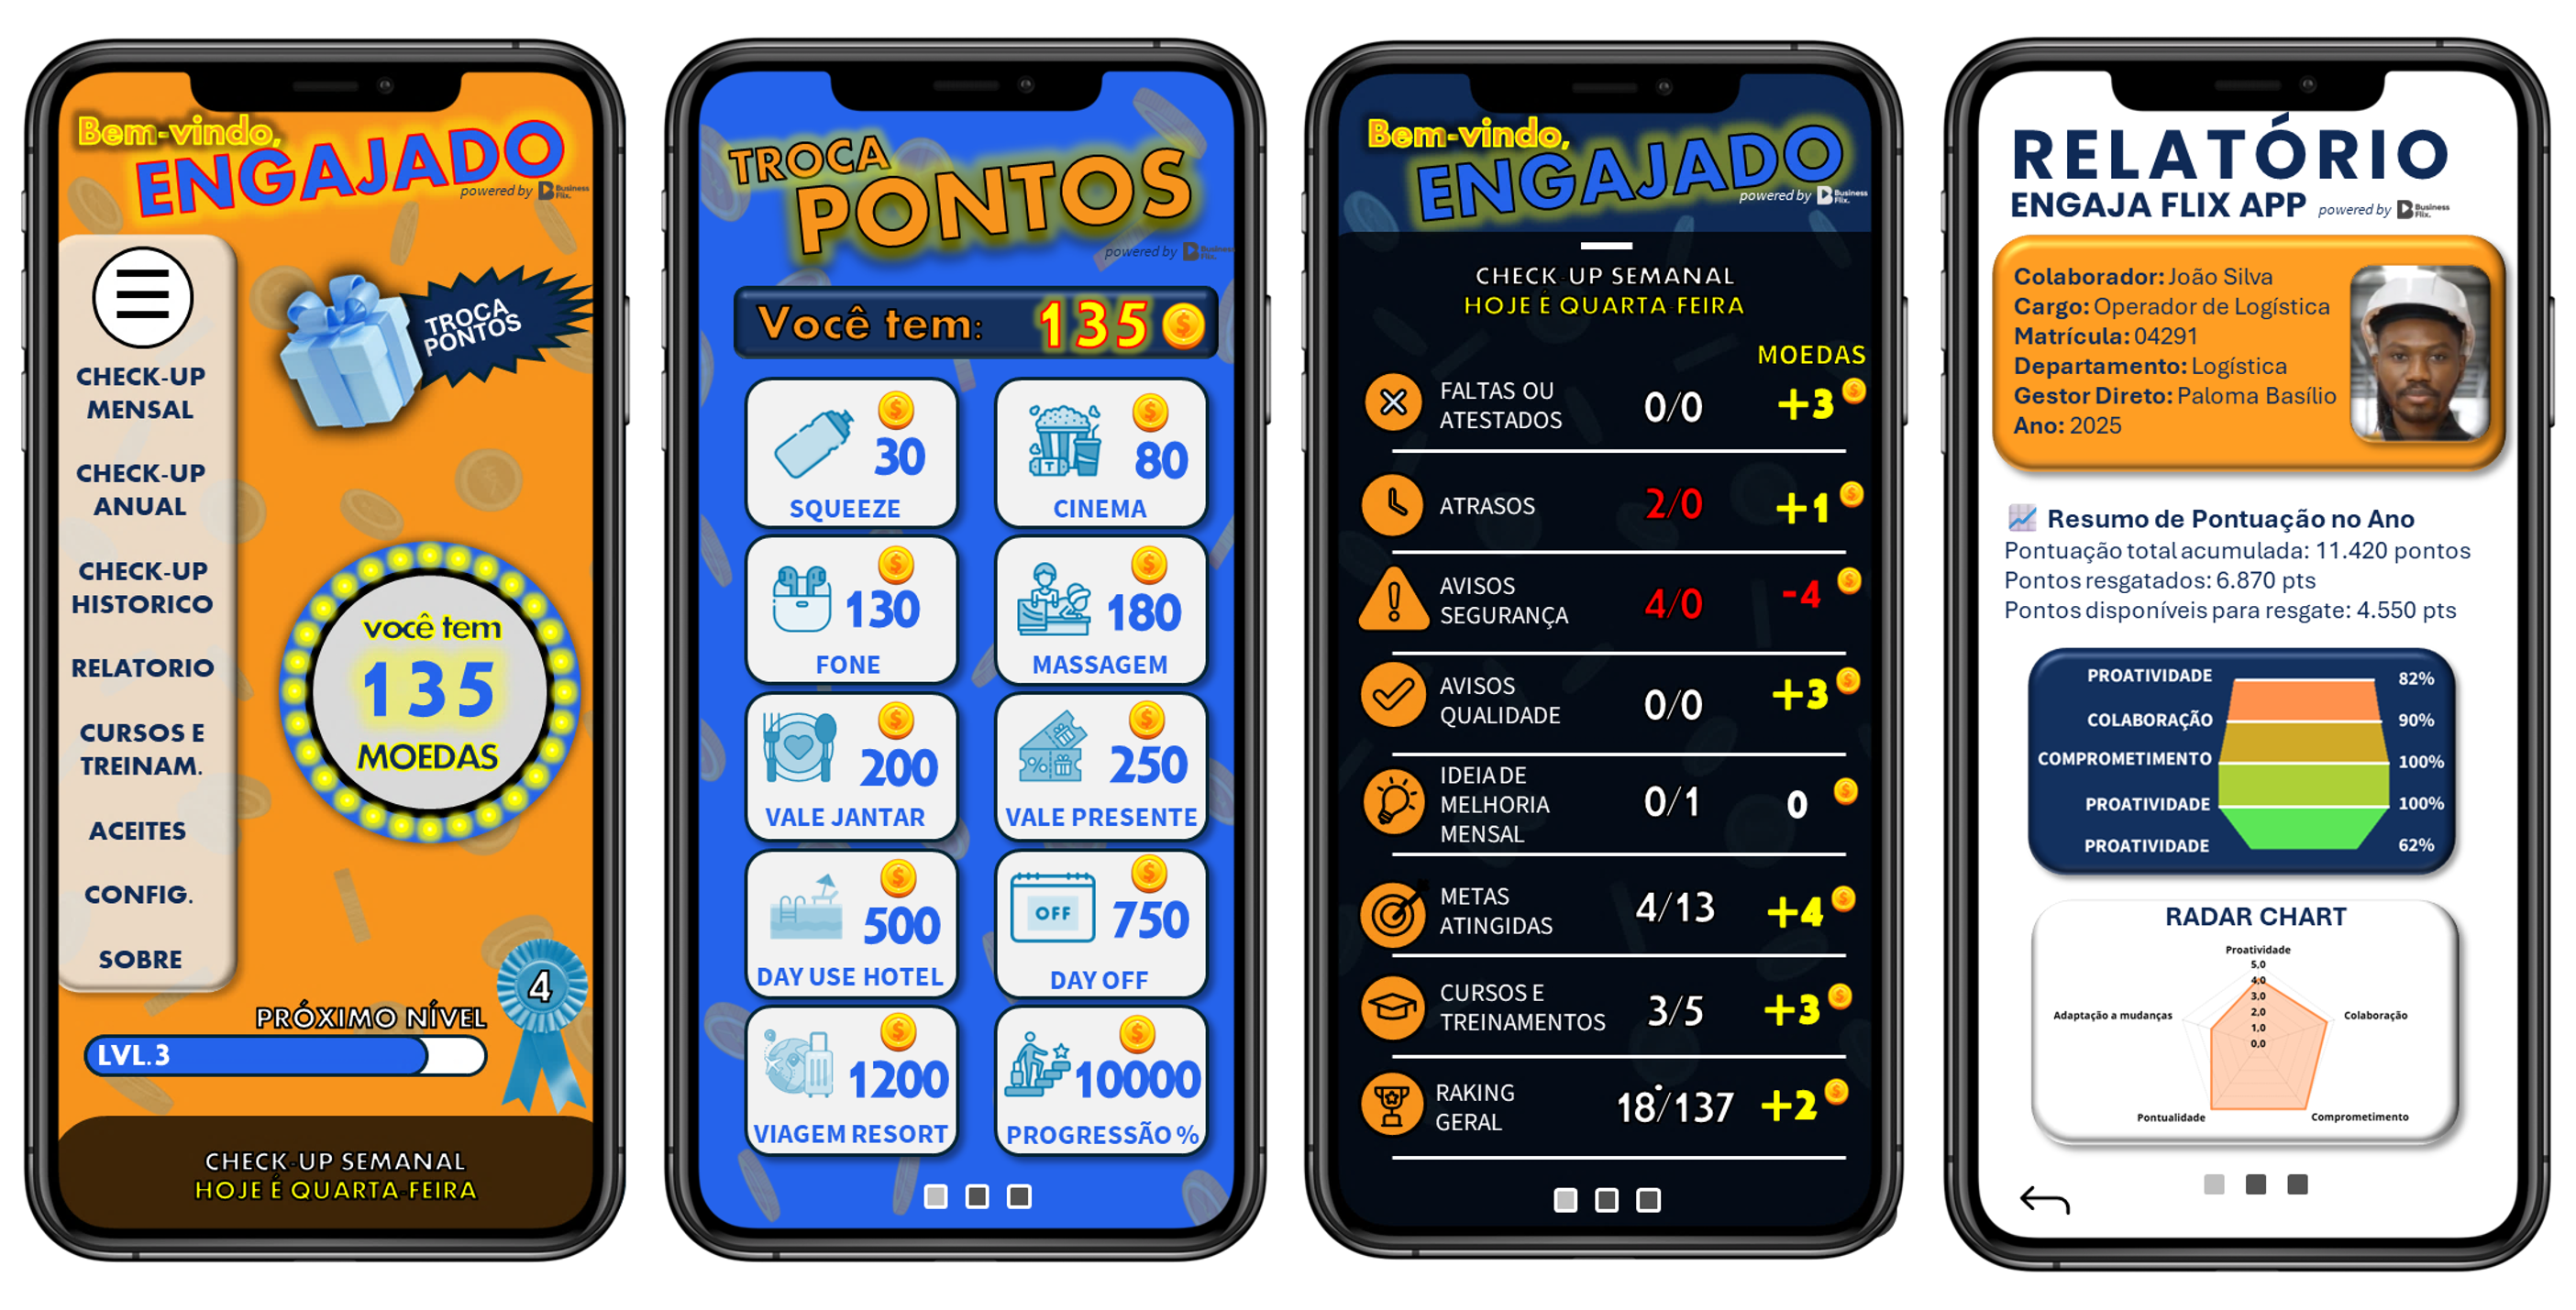 Bem-vindo,
ENGAJADO
powered by Business Flix.
TROCA
PONTOS
CHECK-UP
MENSAL
CHECK-UP
ANUAL
CHECK-UP
HISTORICO
RELATORIO
CURSOS E
TREINAM.
ACEITES
CONFIG.
SOBRE
você tem
135
MOEDAS
4
PRÓXIMO NÍVEL
LVL.3
CHECK-UP SEMANAL
HOJE É QUARTA-FEIRA
TROCA
PONTOS
powered by Business Flix.
Você tem: 135
30
SQUEEZE
80
CINEMA
130
FONE
180
MASSAGEM
200
VALE JANTAR
250
VALE PRESENTE
500
DAY USE HOTEL
OFF
750
DAY OFF
1200
VIAGEM RESORT
10000
PROGRESSÃO %
Bem-vindo,
ENGAJADO
powered by Business Flix.
CHECK-UP SEMANAL
HOJE É QUARTA-FEIRA
MOEDAS
FALTAS OU
ATESTADOS
0/0 +3
ATRASOS 2/0 +1
AVISOS
SEGURANÇA
4/0 -4
AVISOS
QUALIDADE
0/0 +3
IDEIA DE
MELHORIA
MENSAL
0/1 0
METAS
ATINGIDAS
4/13 +4
CURSOS E
TREINAMENTOS
3/5 +3
RAKING
GERAL
18/137 +2
RELATÓRIO
ENGAJA FLIX APP powered by Business Flix.
Colaborador: João Silva
Cargo: Operador de Logística
Matrícula: 04291
Departamento: Logística
Gestor Direto: Paloma Basílio
Ano: 2025
Resumo de Pontuação no Ano
Pontuação total acumulada: 11.420 pontos
Pontos resgatados: 6.870 pts
Pontos disponíveis para resgate: 4.550 pts
PROATIVIDADE 82%
COLABORAÇÃO 90%
COMPROMETIMENTO 100%
PROATIVIDADE 100%
PROATIVIDADE 62%
RADAR CHART
Proatividade
5,0
4,0
3,0
2,0
1,0
0,0
Adaptação a mudanças
Colaboração
Pontualidade
Comprometimento